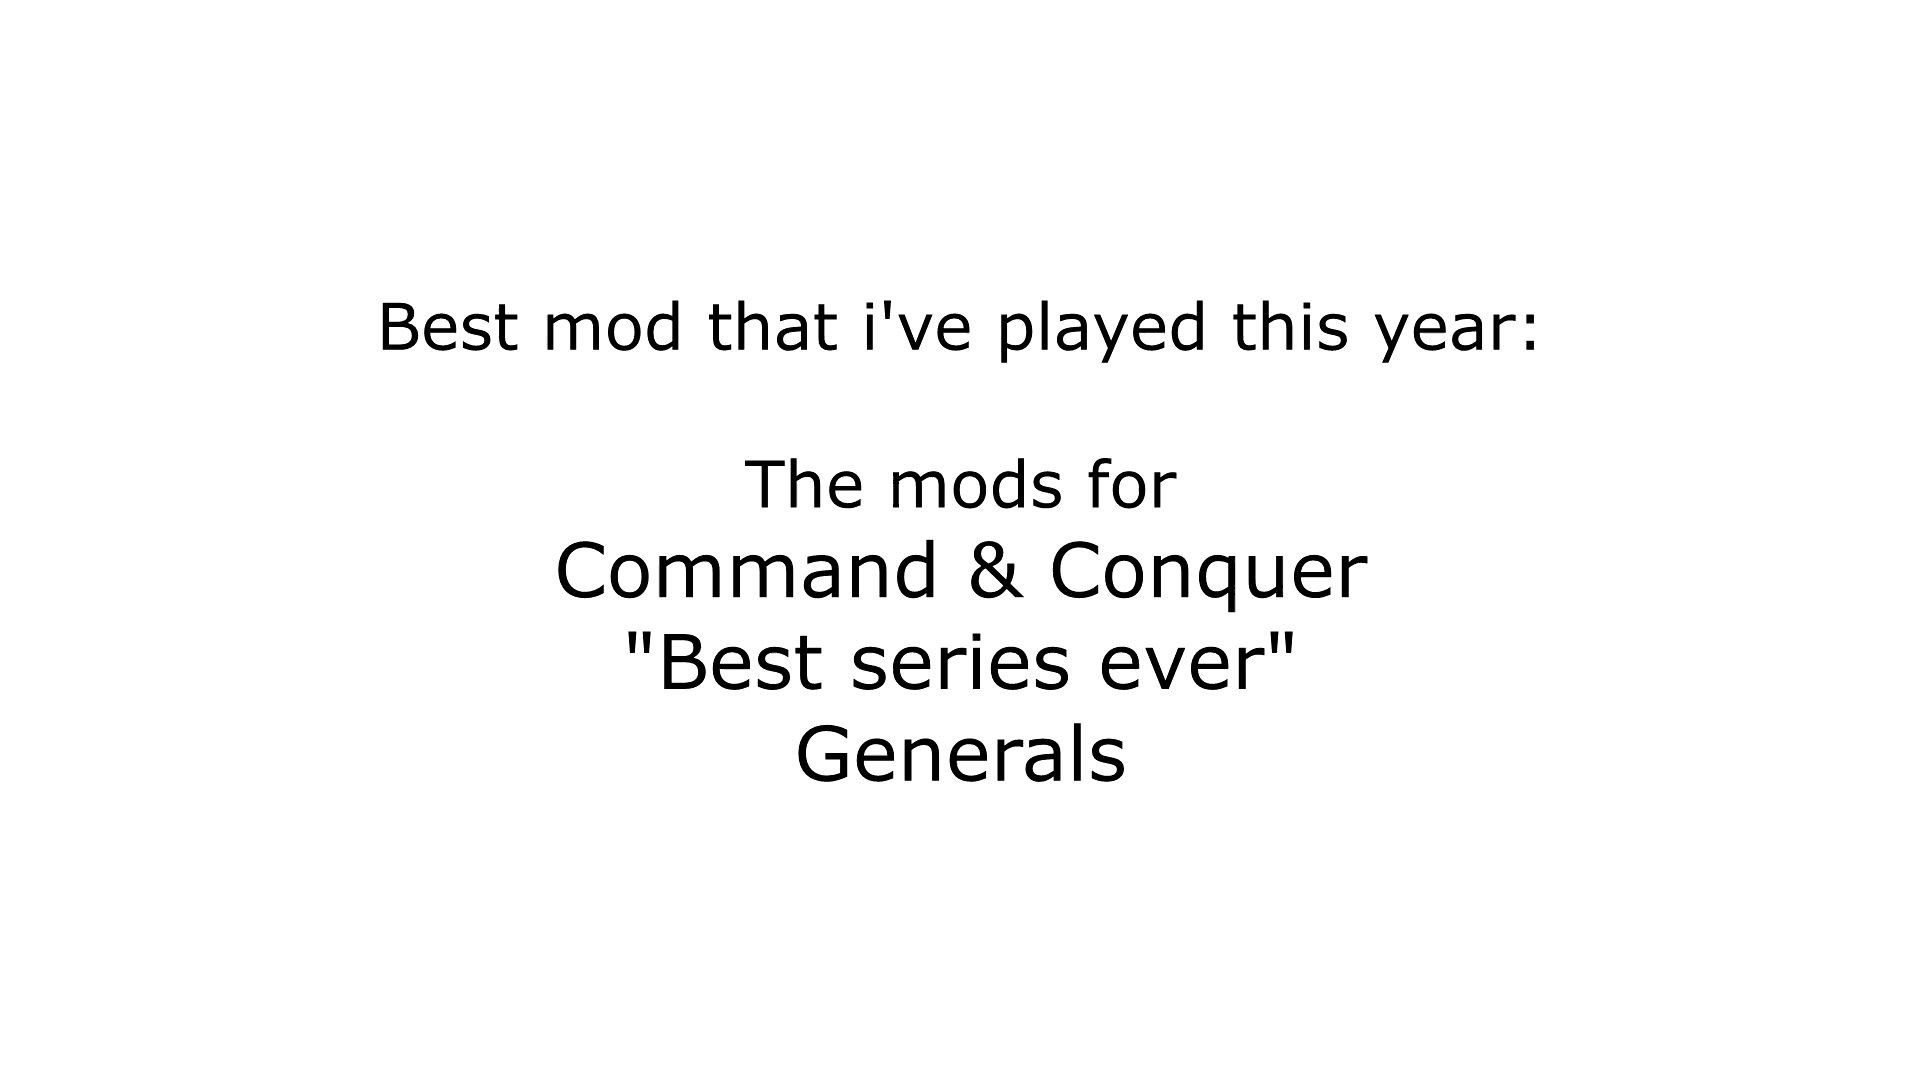 Best mod that i've played this year:
The mods for
Command & Conquer
"Best series ever"
Generals